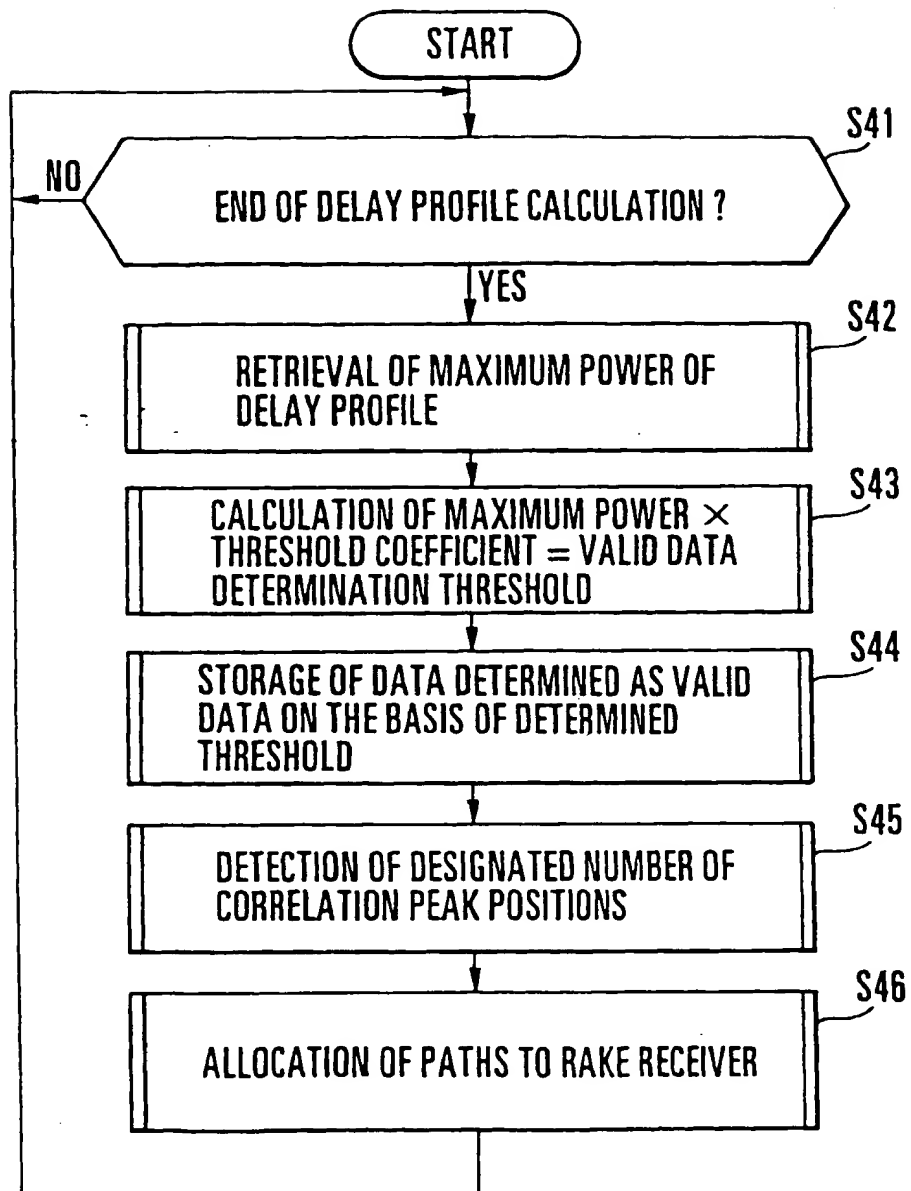 START
S41
NO
END OF DELAY PROFILE CALCULATION ?
YES
S42
RETRIEVAL OF MAXIMUM POWER OF
DELAY PROFILE
S43
CALCULATION OF MAXIMUM POWER ×
THRESHOLD COEFFICIENT = VALID DATA
DETERMINATION THRESHOLD
S44
STORAGE OF DATA DETERMINED AS VALID
DATA ON THE BASIS OF DETERMINED
THRESHOLD
S45
DETECTION OF DESIGNATED NUMBER OF
CORRELATION PEAK POSITIONS
S46
ALLOCATION OF PATHS TO RAKE RECEIVER